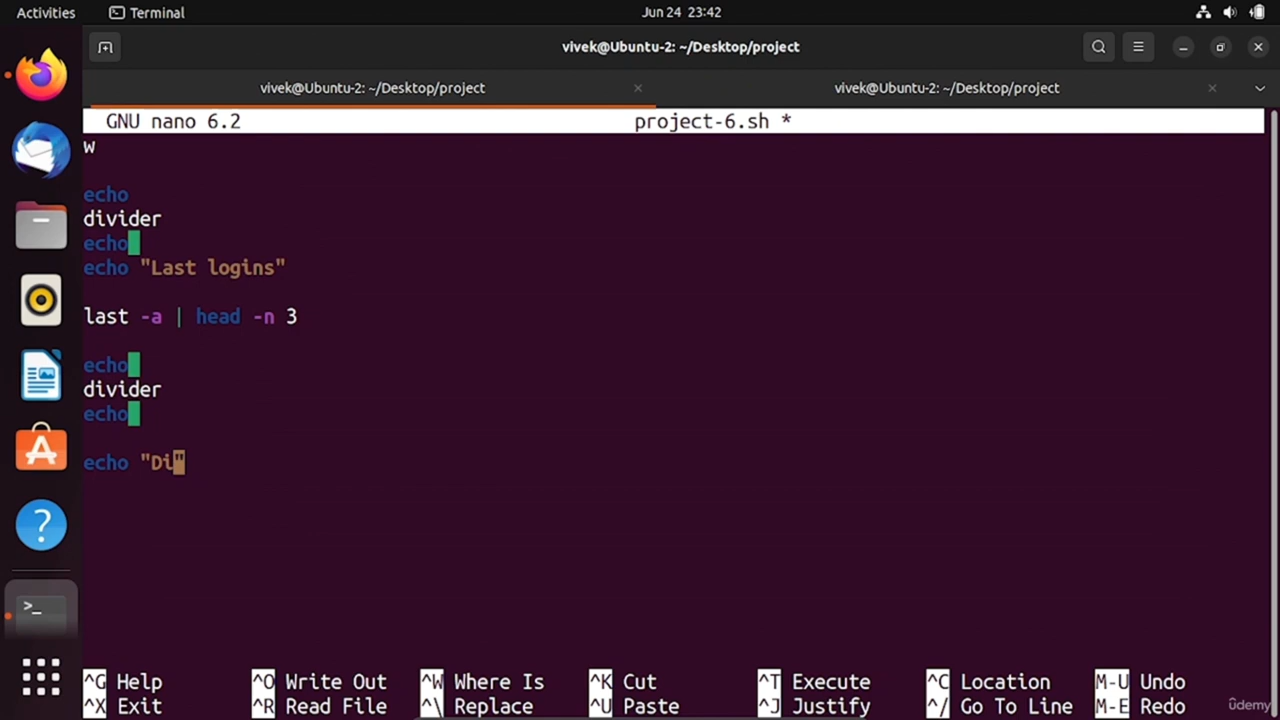 Activities Terminal Jun 24 23:42
vivek@Ubuntu-2: ~/Desktop/project
vivek@Ubuntu-2: ~/Desktop/project vivek@Ubuntu-2: ~/Desktop/project
GNU nano 6.2 project-6.sh *
w
echo
divider
echo
echo "Last logins"
last -a | head -n 3
echo
divider
echo
echo "Di"
^G Help ^O Write Out ^W Where Is ^K Cut ^T Execute ^C Location M-U Undo
^X Exit ^R Read File ^\ Replace ^U Paste ^J Justify ^/ Go To Line M-E Redo
udemy